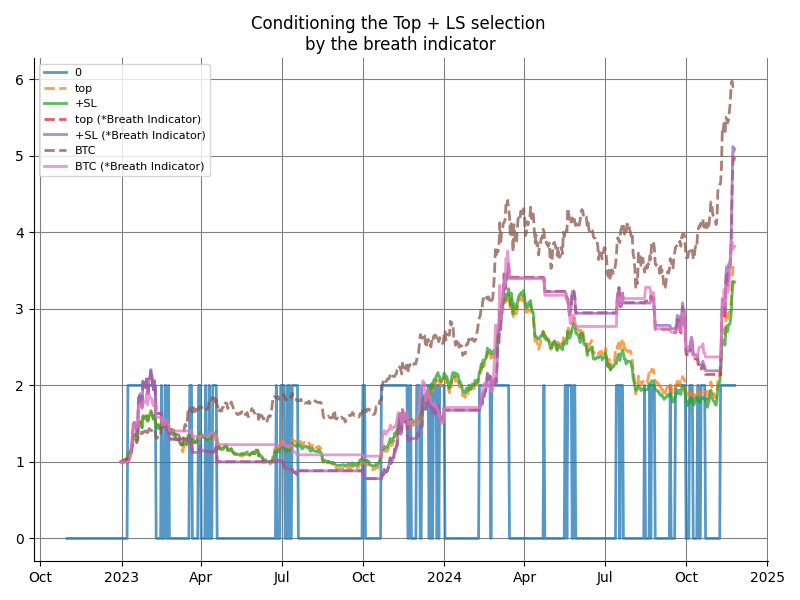 Conditioning the Top + LS selection
by the breath indicator
6
5
4
3
2
1
0
0
top
+SL
top (*Breath Indicator)
+SL (*Breath Indicator)
BTC
BTC (*Breath Indicator)
Oct
2023
Apr
Jul
Oct
2024
Apr
Jul
Oct
2025